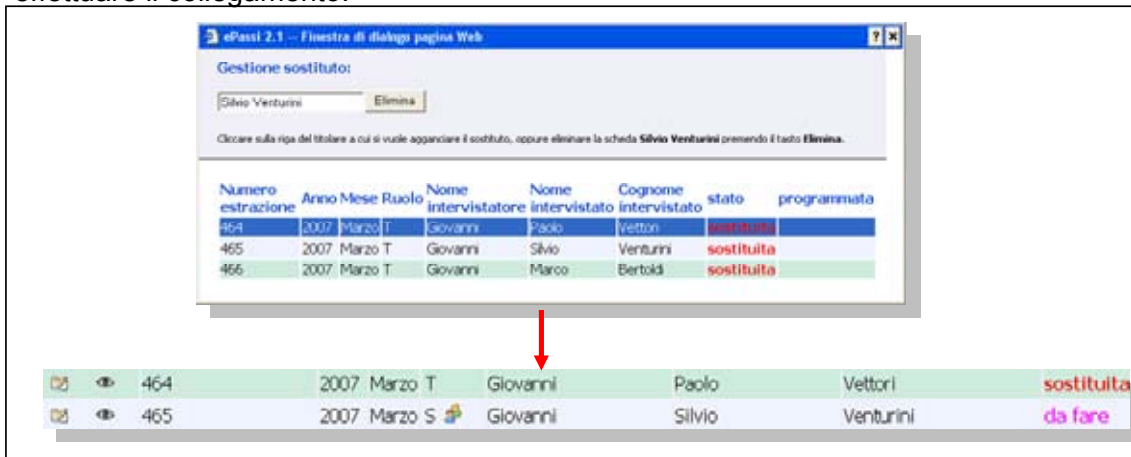 effettuare il collegamento.
ePassi 2.1 -- Finestra di dialogo pagina Web
Gestione sostituto:
Silvio Venturini Elimina
Cliccare sulla riga del titolare a cui si vuole agganciare il sostituto, oppure eliminare la scheda Silvio Venturini premendo il tasto Elimina.
Numero estrazione Anno Mese Ruolo Nome intervistatore Nome intervistato Cognome intervistato stato programmata
464 2007 Marzo T Giovanni Paolo Vettori sostituita
465 2007 Marzo T Giovanni Silvio Venturini sostituita
466 2007 Marzo T Giovanni Marco Bertoldi sostituita
464 2007 Marzo T Giovanni Paolo Vettori sostituita
465 2007 Marzo S Giovanni Silvio Venturini da fare